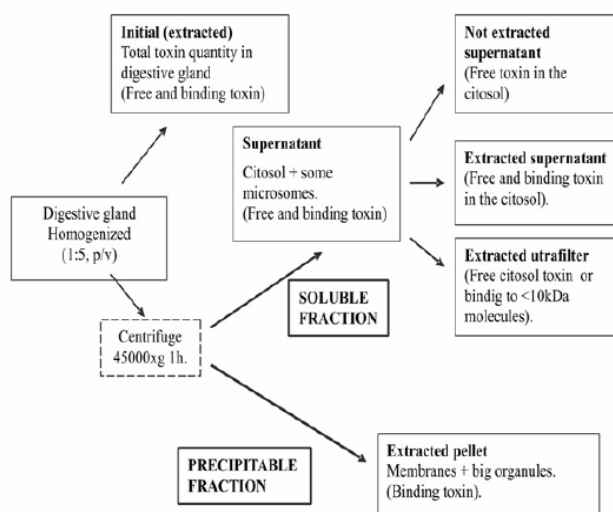 Initial (extracted)
Total toxin quantity in
digestive gland
(Free and binding toxin)
Not extracted
supernatant
(Free toxin in the
citosol)
Supernatant
Citosol + some
microsomes.
(Free and binding toxin)
Extracted supernatant
(Free and binding toxin
in the citosol).
Digestive gland
Homogenized
(1:5, p/v)
Extracted utrafilter
(Free citosol toxin or
bindig to <10kDa
molecules).
SOLUBLE
FRACTION
Centrifuge
45000xg 1h.
PRECIPITABLE
FRACTION
Extracted pellet
Membranes + big organules.
(Binding toxin).